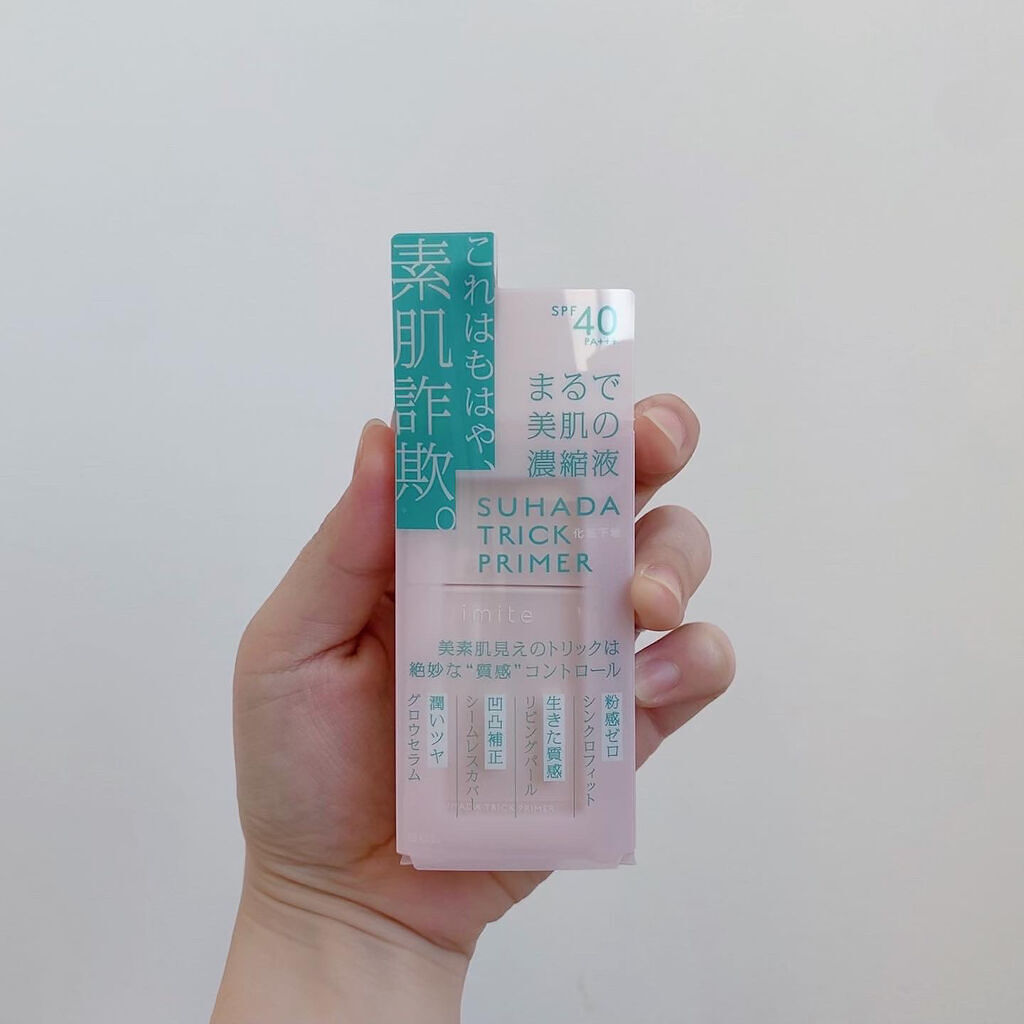 これはもはや、
素肌詐欺。
SPF40
PA+++
まるで
美肌の
濃縮液
SUHADA
TRICK 化粧下地
PRIMER
imite
美素肌見えのトリックは
絶妙な“質感”コントロール
粉感ゼロ
シンクロフィット
生きた質感
リビングパール
凹凸補正
シームレスカバー
潤いツヤ
グロウセラム
SUHADA TRICK PRIMER